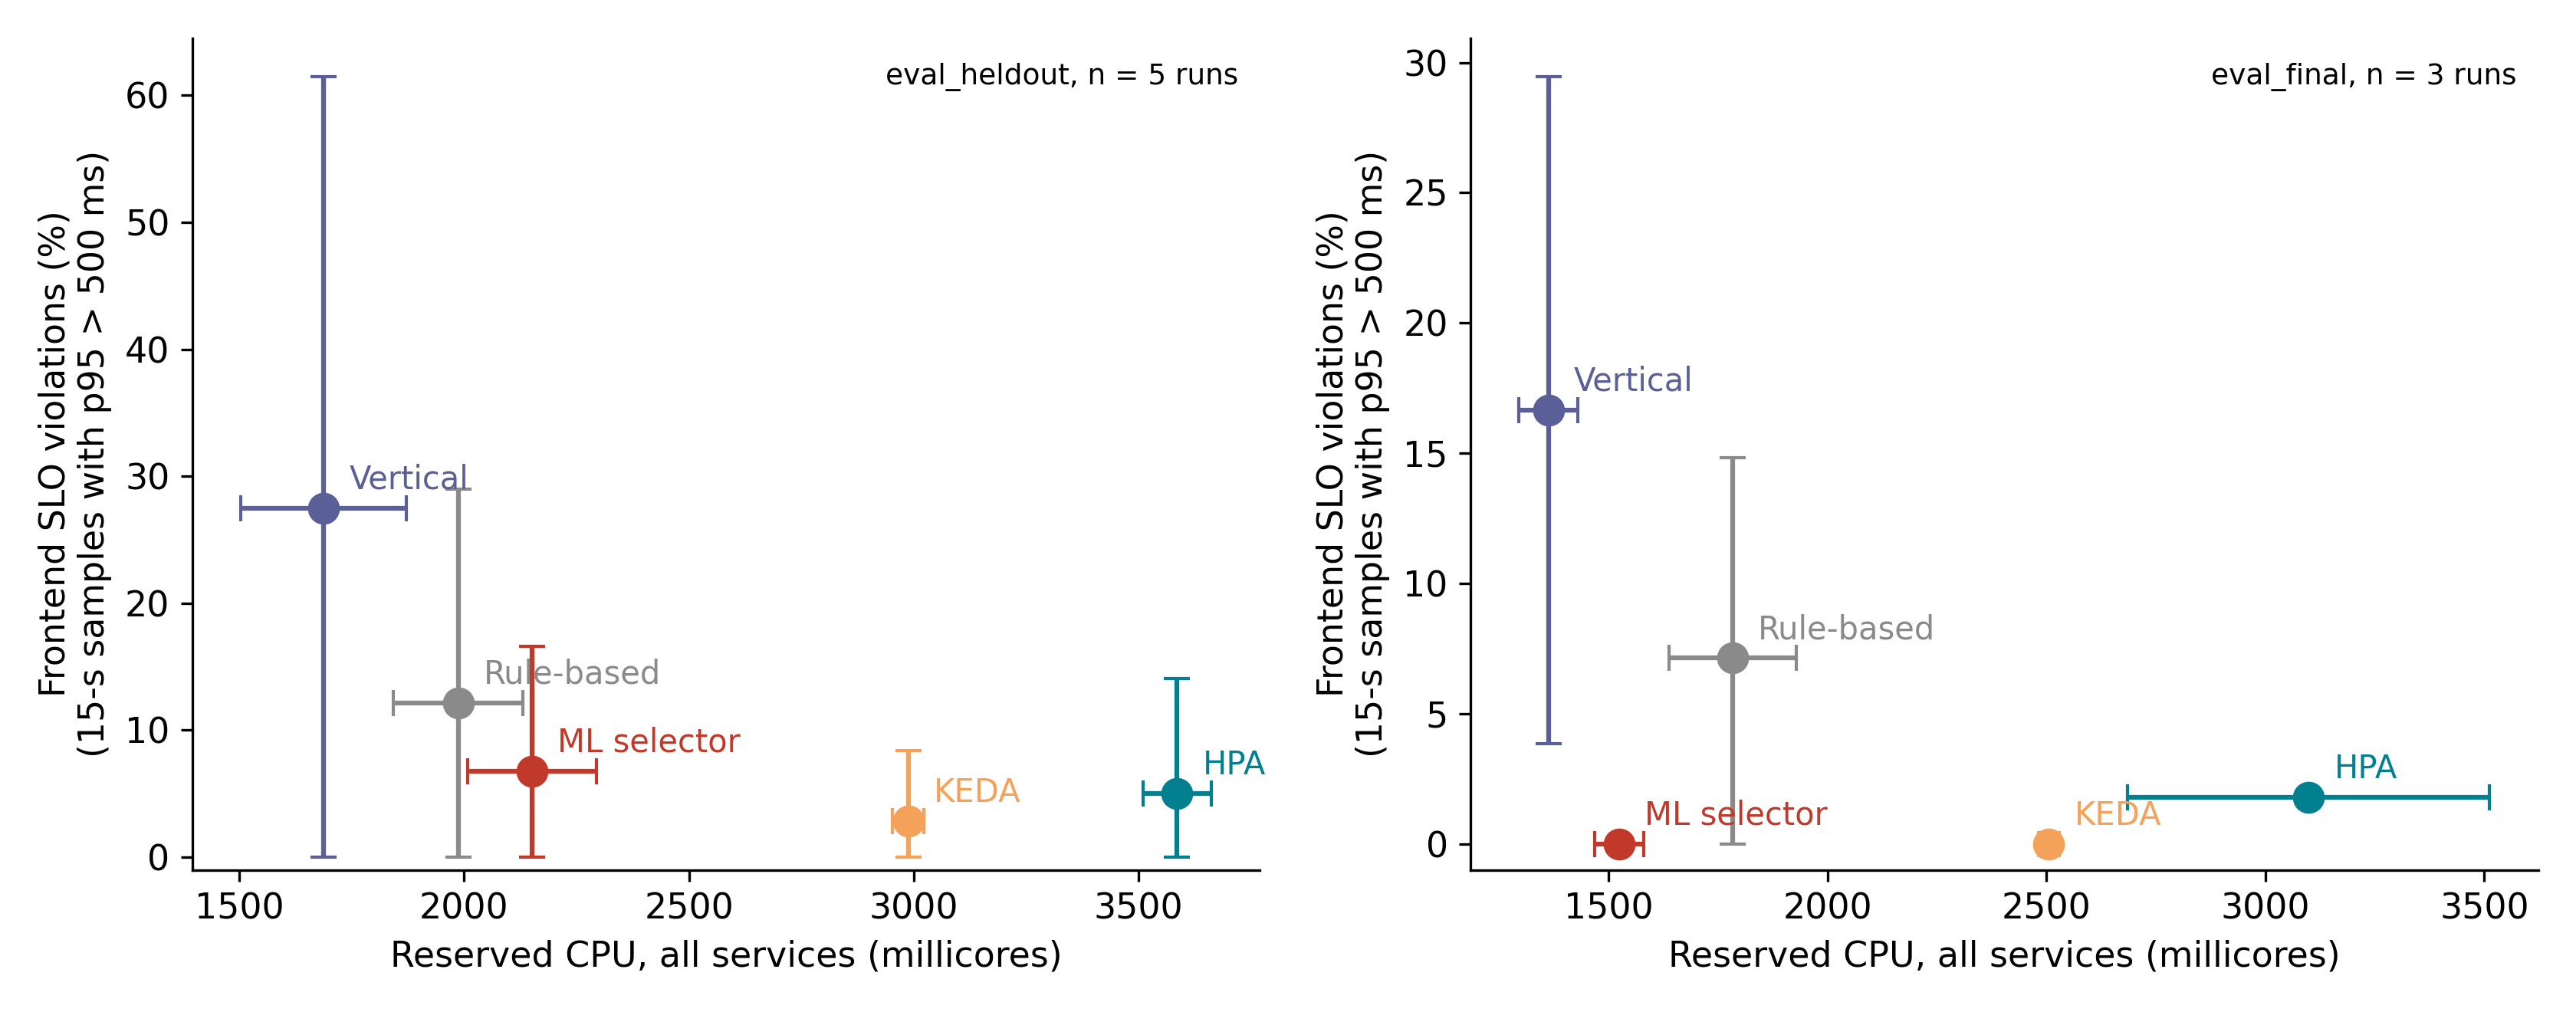 Frontend SLO violations (%)
(15-s samples with p95 > 500 ms)
60
50
40
30
20
10
0
eval_heldout, n = 5 runs
Vertical
Rule-based
ML selector
KEDA
HPA
1500
2000
2500
3000
3500
Reserved CPU, all services (millicores)
Frontend SLO violations (%)
(15-s samples with p95 > 500 ms)
30
25
20
15
10
5
0
eval_final, n = 3 runs
Vertical
Rule-based
HPA
ML selector
KEDA
1500
2000
2500
3000
3500
Reserved CPU, all services (millicores)